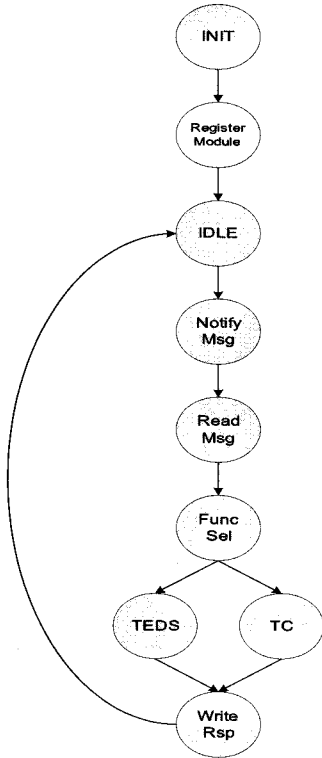 INIT
Register
Module
IDLE
Notify
Msg
Read
Msg
Func
Sel
TEDS
TC
Write
Rsp